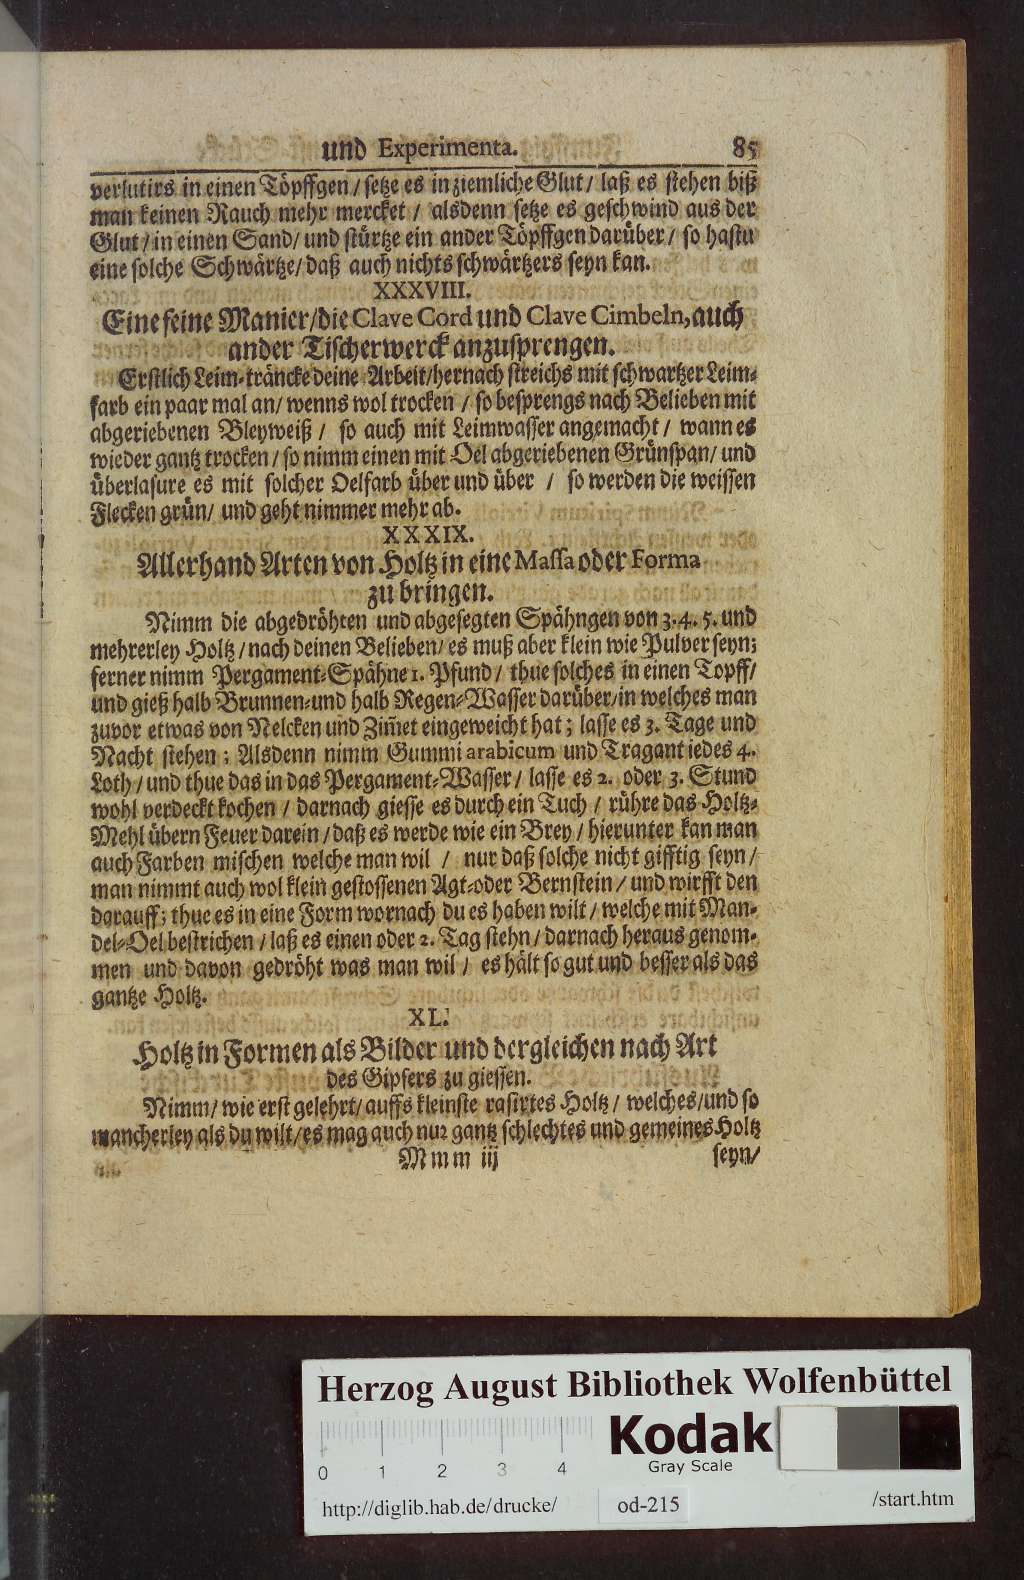 und Experimenta. 85
verlutirs in einen Töpffgen / setze es in ziemliche Glut / laß es stehen biß
man keinen Rauch mehr mercket / alsdenn setze es geschwind aus der
Glut / in einen Sand / und stürtze ein ander Töpffgen darüber / so hastu
eine solche Schwärtze / daß auch nichts schwärtzers seyn kan.
XXXVIII.
Eine feine Manier / die Clave Cord und Clave Cimbeln, auch
ander Tischerwerck anzusprengen.
Erstlich Leim-träncke deine Arbeit / hernach streichs mit schwartzer Leim-
farb ein paar mal an / wenns wol trocken / so besprengs nach Belieben mit
abgeriebenen Bleyweiß / so auch mit Leimwasser angemacht / wann es
wieder gantz trocken / so nimm einen mit Oel abgeriebenen Grünspan / und
überlasure es mit solcher Oelfarb über und über / so werden die weissen
Flecken grün / und geht nimmer mehr ab.
XXXIX.
Allerhand Arten von Holtz in eine Massa oder Forma
zu bringen.
Nimm die abgedröhten und abgesegten Spähngen von 3. 4. 5. und
mehrerley Holtz / nach deinen Belieben / es muß aber klein wie Pulver seyn;
ferner nimm Pergament-Spähne 1. Pfund / thue solches in einen Topff /
und gieß halb Brunnen- und halb Regen-Wasser darüber / in welches man
zuvor etwas von Nelcken und Zim̃et eingeweicht hat; lasse es 3. Tage und
Nacht stehen; Alsdenn nimm Gummi arabicum und Tragant iedes 4.
Loth / und thue das in das Pergament-Wasser / lasse es 2. oder 3. Stund
wohl verdeckt kochen / darnach giesse es durch ein Tuch / rühre das Holtz-
Mehl übern Feuer darein / daß es werde wie ein Brey / hierunter kan man
auch Farben mischen welche man wil / nur daß solche nicht gifftig seyn /
man nimmt auch wol klein gestossenen Agt- oder Bernstein / und wirfft den
darauff; thue es in eine Form wornach du es haben wilt / welche mit Man-
del-Oel bestrichen / laß es einen oder 2. Tag stehn / darnach heraus genom-
men und davon gedröht was man wil / es hält so gut und besser als das
gantze Holtz.
XL.
Holtz in Formen als Bilder und dergleichen nach Art
des Gipsers zu giessen.
Nimm / wie erst gelehrt / auffs kleinste rasirtes Holtz / welches / und so
mancherley als du wilt / es mag auch nur gantz schlechtes und gemeines Holtz
Mmm iij seyn /
Herzog August Bibliothek Wolfenbüttel
Kodak
Gray Scale
0 1 2 3 4
http://diglib.hab.de/drucke/ od-215 /start.htm